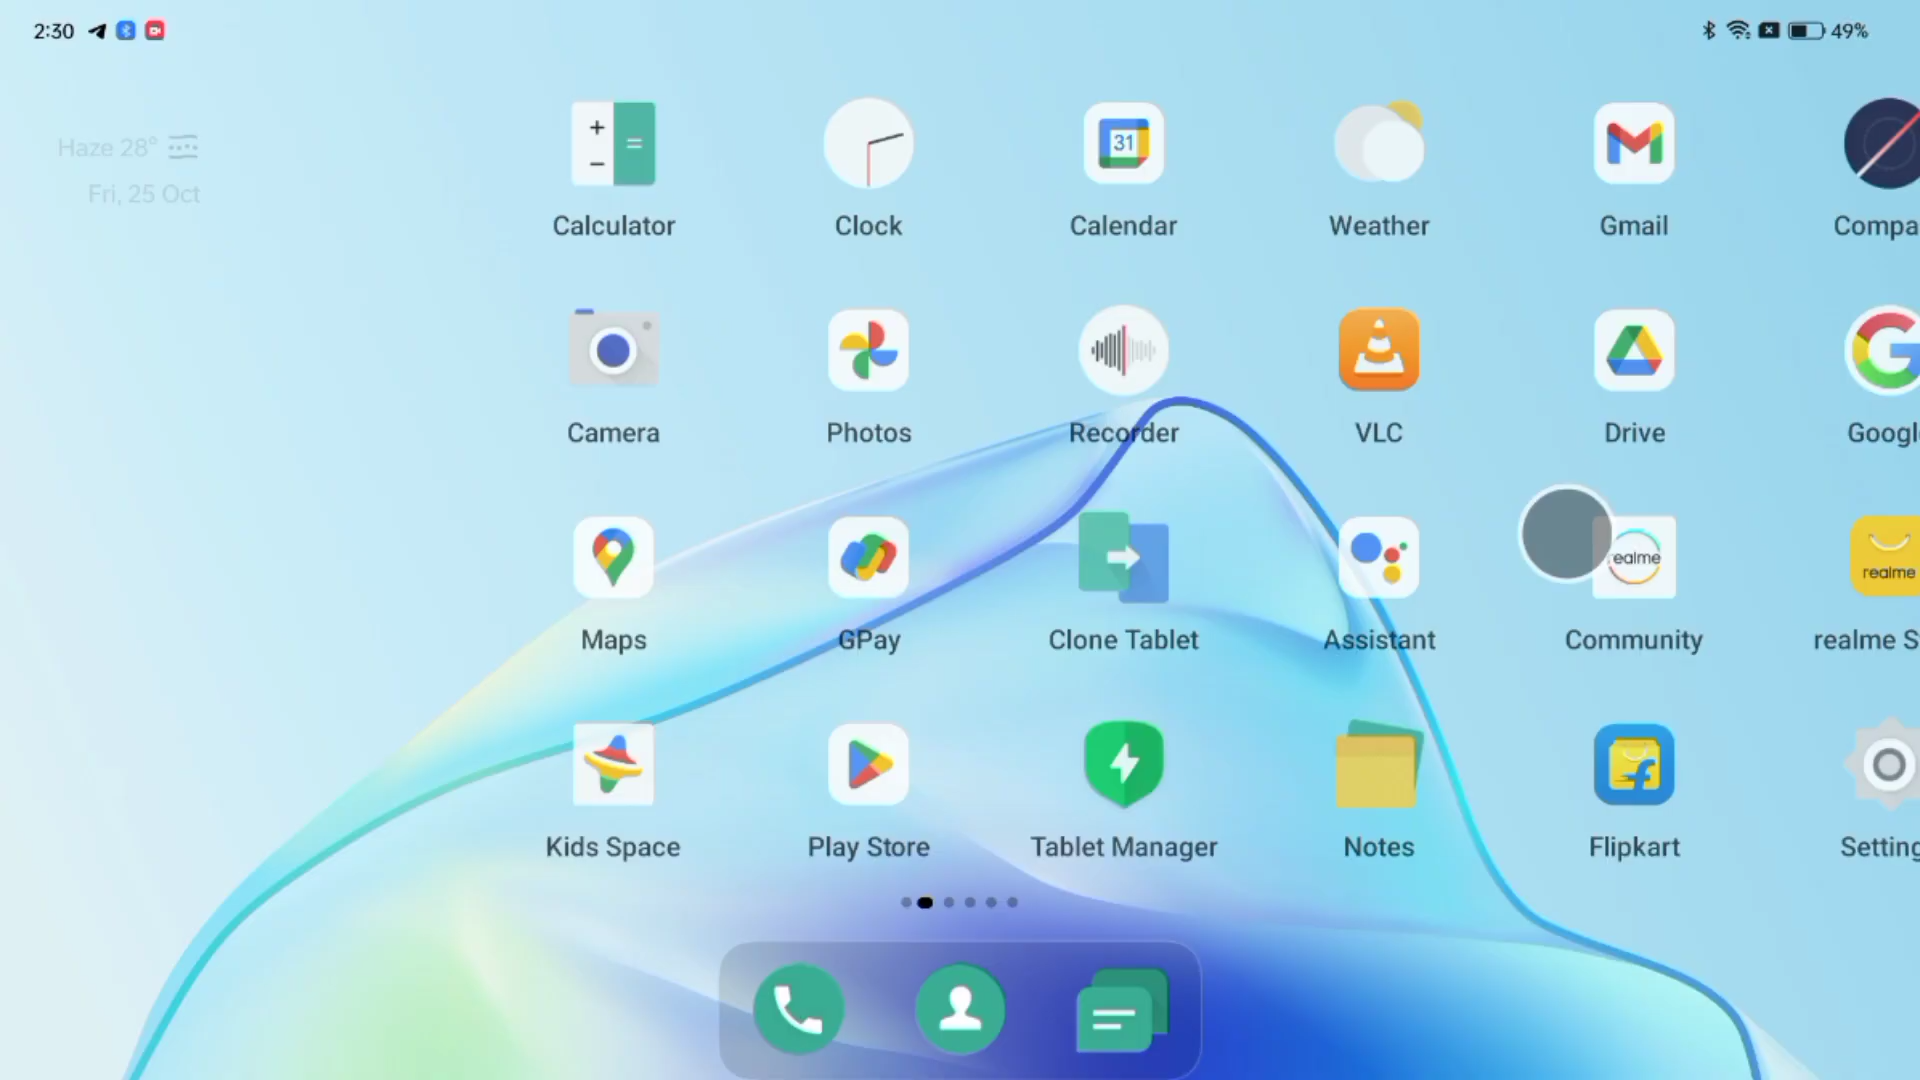 2:30 49%
Haze 28°
Fri, 25 Oct
+ − =
31
Calculator Clock Calendar Weather Gmail Compa
Camera Photos Recorder VLC Drive Googl
realme realme
Maps GPay Clone Tablet Assistant Community realme S
Kids Space Play Store Tablet Manager Notes Flipkart Setting